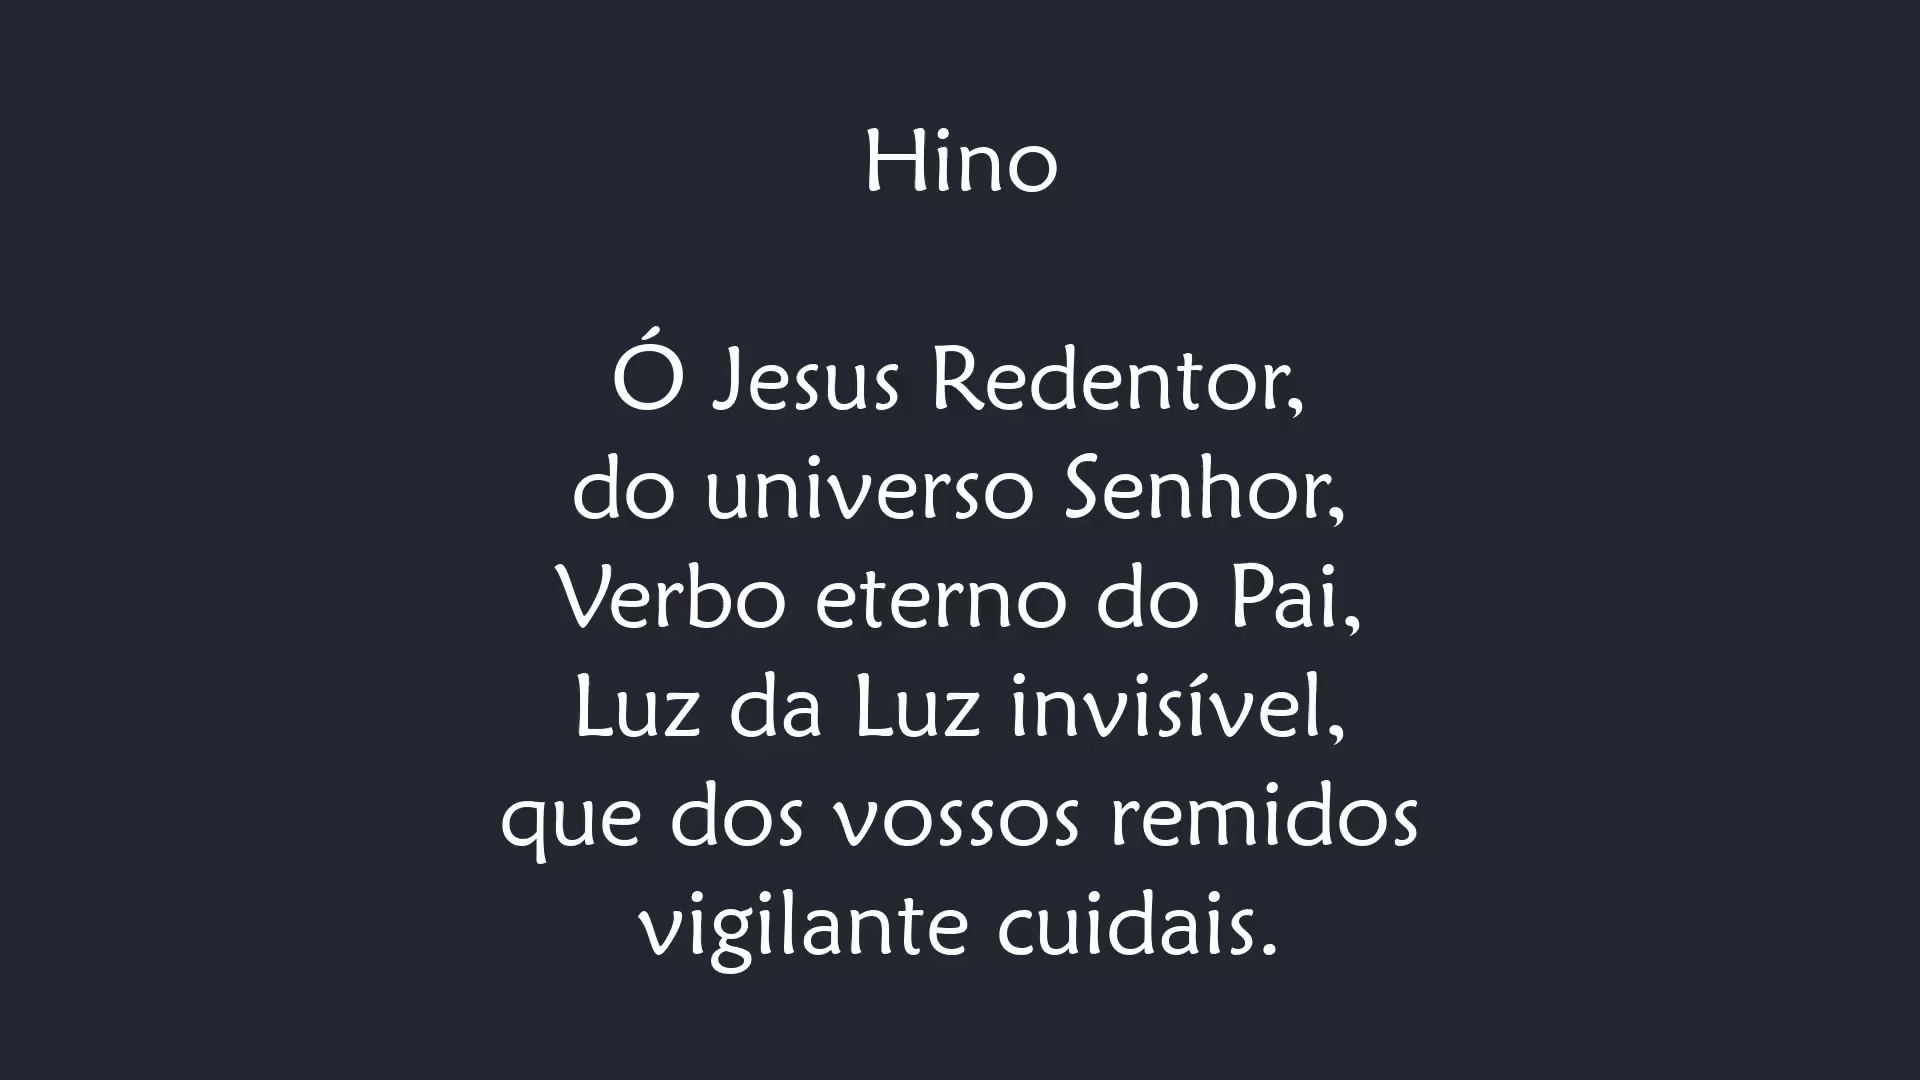 Hino
Ó Jesus Redentor,
do universo Senhor,
Verbo eterno do Pai,
Luz da Luz invisível,
que dos vossos remidos
vigilante cuidais.